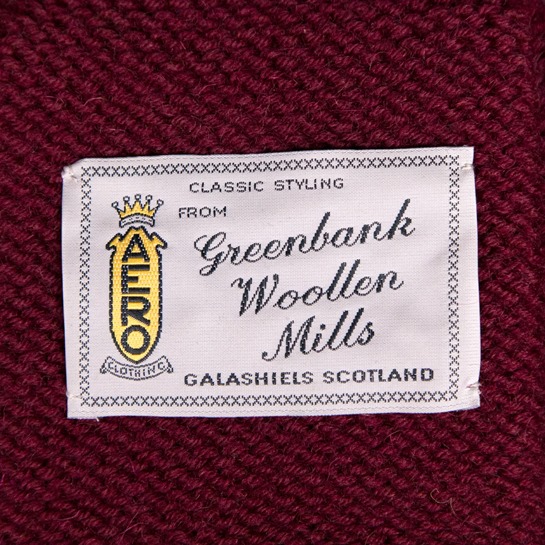 CLASSIC STYLING
FROM
Greenbank
Woollen
Mills
GALASHIELS SCOTLAND
AERO
CLOTHING